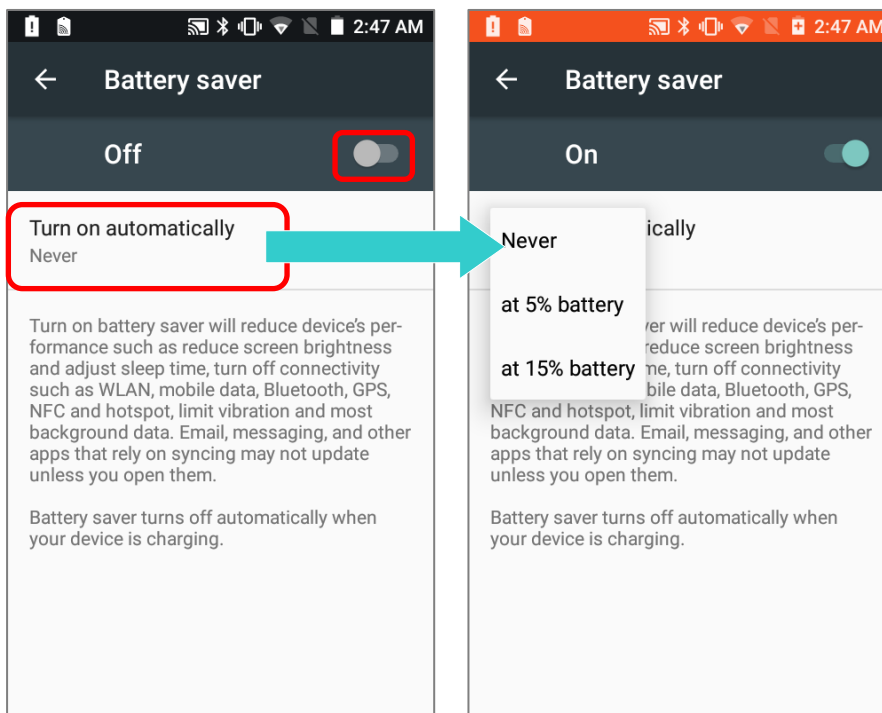 2:47 AM
Battery saver
Off
Turn on automatically
Never
Turn on battery saver will reduce device's per-
formance such as reduce screen brightness
and adjust sleep time, turn off connectivity
such as WLAN, mobile data, Bluetooth, GPS,
NFC and hotspot, limit vibration and most
background data. Email, messaging, and other
apps that rely on syncing may not update
unless you open them.
Battery saver turns off automatically when
your device is charging.
2:47 AM
Battery saver
On
ically
Never
at 5% battery
at 15% battery
ver will reduce device's per-
reduce screen brightness
me, turn off connectivity
bile data, Bluetooth, GPS,
NFC and hotspot, limit vibration and most
background data. Email, messaging, and other
apps that rely on syncing may not update
unless you open them.
Battery saver turns off automatically when
your device is charging.